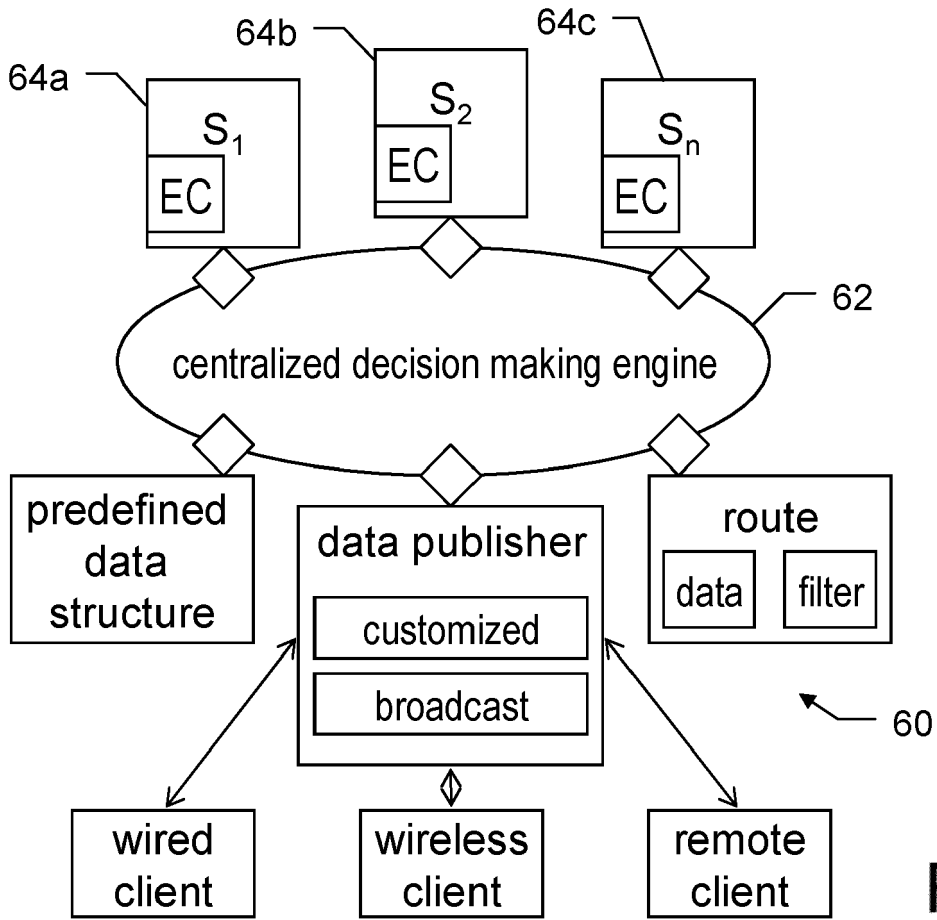 64a
64b
64c
S1
S2
Sn
EC
EC
EC
62
centralized decision making engine
predefined
data
structure
data publisher
customized
broadcast
route
data
filter
60
wired
client
wireless
client
remote
client